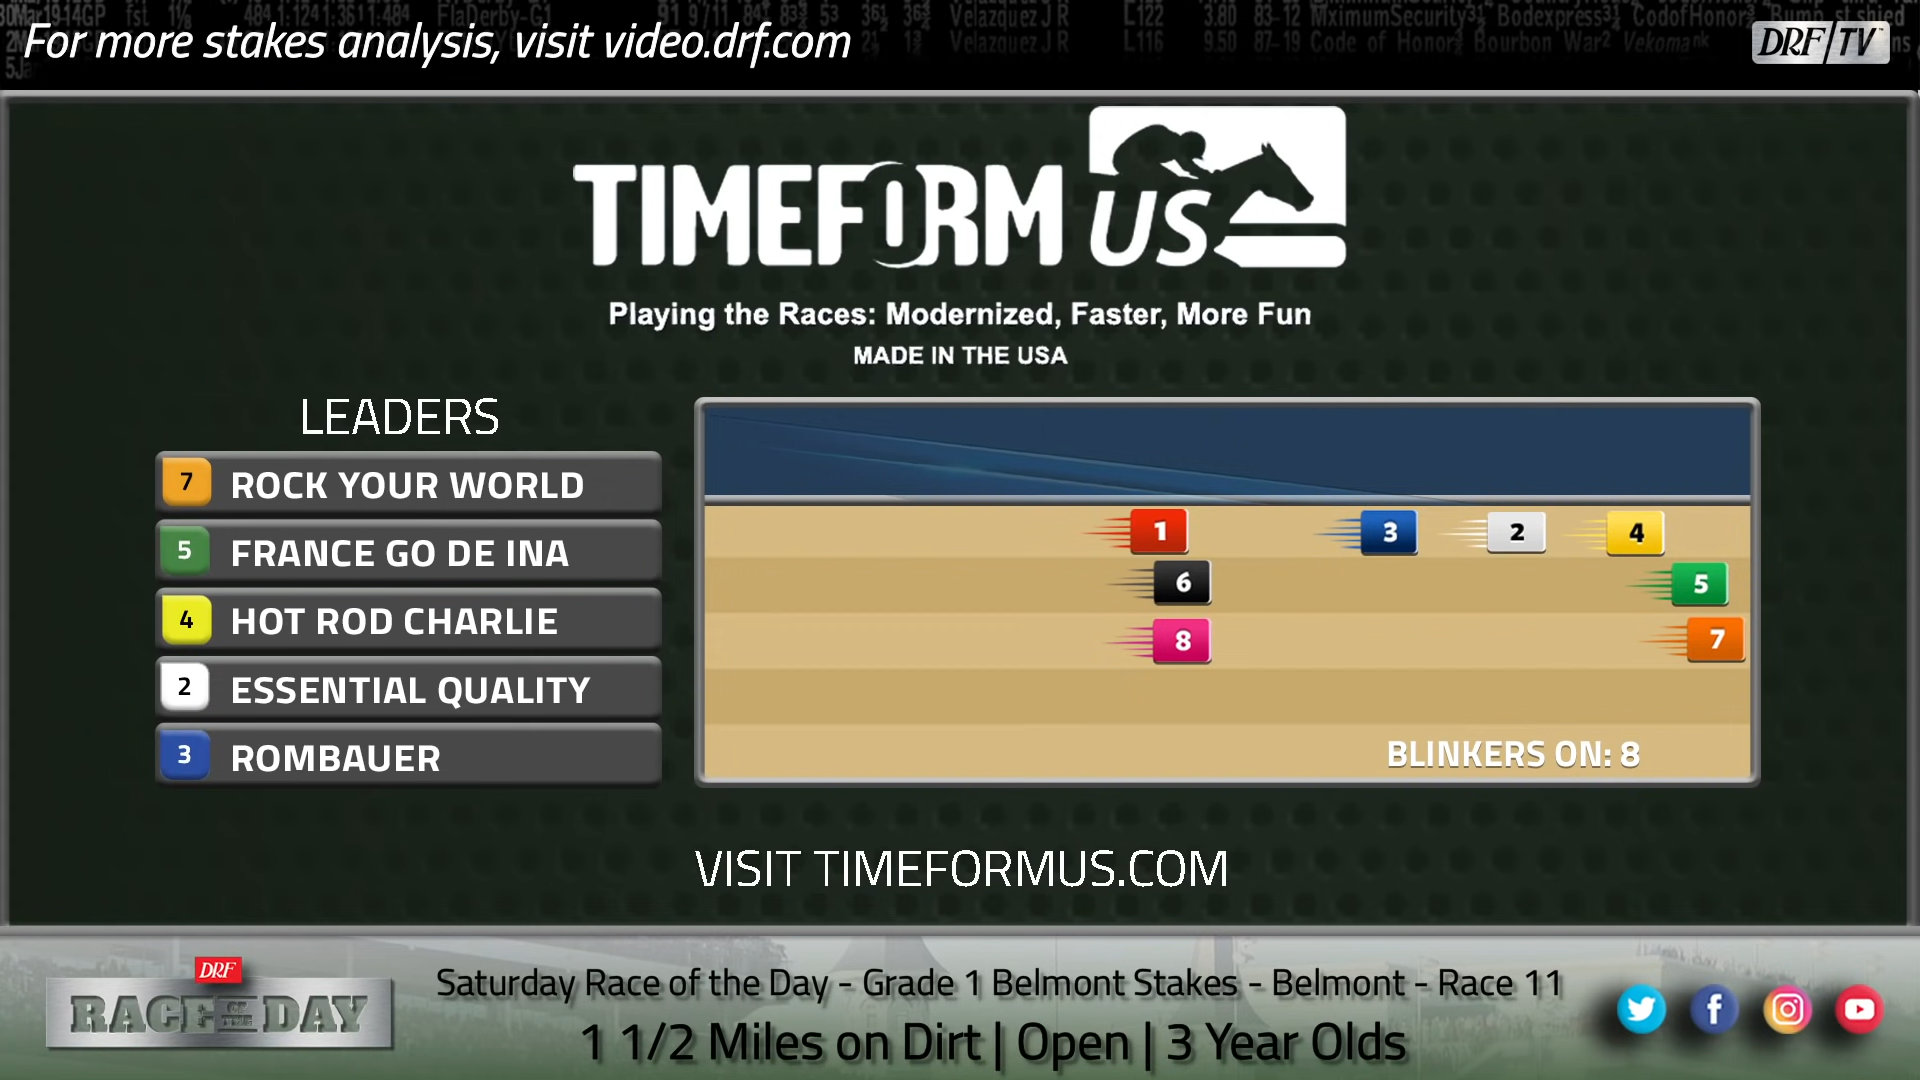 For more stakes analysis, visit video.drf.com
DRF/TV
TIMEFORM US
Playing the Races: Modernized, Faster, More Fun
MADE IN THE USA
LEADERS
7 ROCK YOUR WORLD
5 FRANCE GO DE INA
4 HOT ROD CHARLIE
2 ESSENTIAL QUALITY
3 ROMBAUER
1 3 2 4
6 5
8 7
BLINKERS ON: 8
VISIT TIMEFORMUS.COM
DRF
RACE OF THE DAY
Saturday Race of the Day - Grade 1 Belmont Stakes - Belmont - Race 11
1 1/2 Miles on Dirt | Open | 3 Year Olds